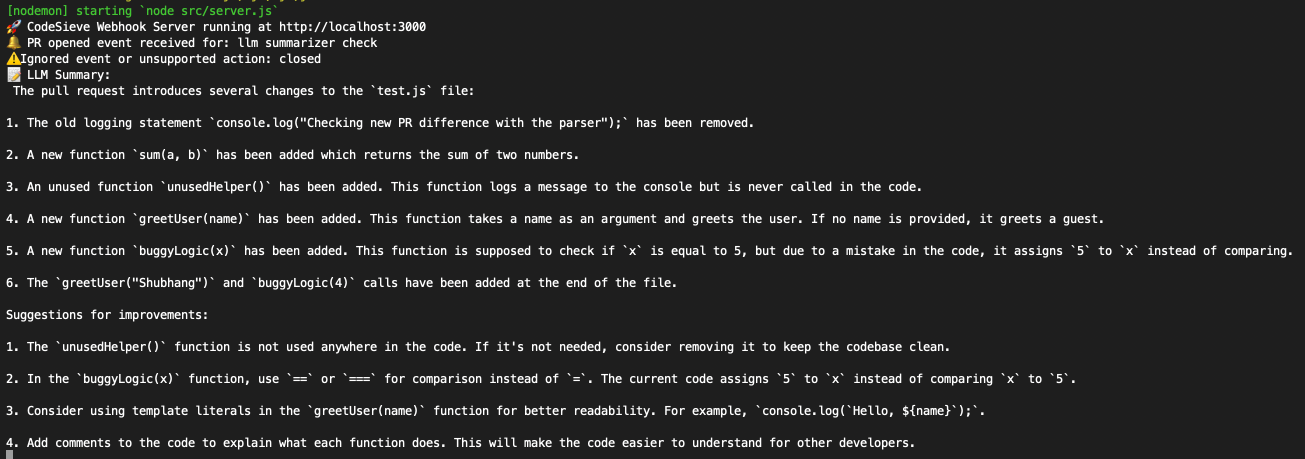 [nodemon] starting `node src/server.js`
🚀 CodeSieve Webhook Server running at http://localhost:3000
🔔 PR opened event received for: llm summarizer check
⚠️Ignored event or unsupported action: closed
📝 LLM Summary:
The pull request introduces several changes to the `test.js` file:
1. The old logging statement `console.log("Checking new PR difference with the parser");` has been removed.
2. A new function `sum(a, b)` has been added which returns the sum of two numbers.
3. An unused function `unusedHelper()` has been added. This function logs a message to the console but is never called in the code.
4. A new function `greetUser(name)` has been added. This function takes a name as an argument and greets the user. If no name is provided, it greets a guest.
5. A new function `buggyLogic(x)` has been added. This function is supposed to check if `x` is equal to 5, but due to a mistake in the code, it assigns `5` to `x` instead of comparing.
6. The `greetUser("Shubhang")` and `buggyLogic(4)` calls have been added at the end of the file.
Suggestions for improvements:
1. The `unusedHelper()` function is not used anywhere in the code. If it's not needed, consider removing it to keep the codebase clean.
2. In the `buggyLogic(x)` function, use `==` or `===` for comparison instead of `=`. The current code assigns `5` to `x` instead of comparing `x` to `5`.
3. Consider using template literals in the `greetUser(name)` function for better readability. For example, `console.log(`Hello, ${name}`);`.
4. Add comments to the code to explain what each function does. This will make the code easier to understand for other developers.